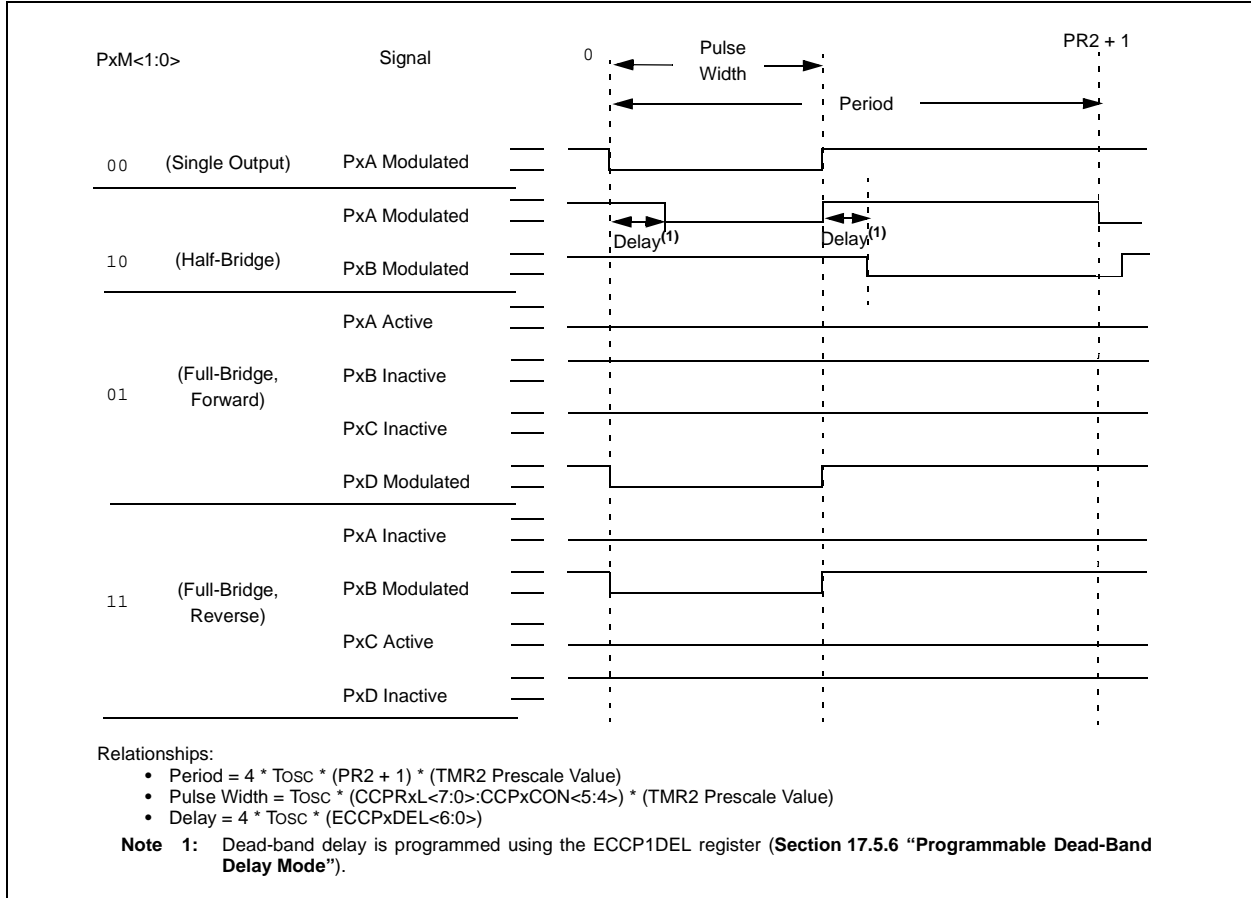 PxM<1:0> Signal 0 Pulse Width PR2 + 1
Period
00 (Single Output) PxA Modulated
PxA Modulated
Delay(1) Delay(1)
10 (Half-Bridge) PxB Modulated
PxA Active
01 (Full-Bridge, Forward) PxB Inactive
PxC Inactive
PxD Modulated
PxA Inactive
11 (Full-Bridge, Reverse) PxB Modulated
PxC Active
PxD Inactive
Relationships:
• Period = 4 * TOSC * (PR2 + 1) * (TMR2 Prescale Value)
• Pulse Width = TOSC * (CCPRxL<7:0>:CCPxCON<5:4>) * (TMR2 Prescale Value)
• Delay = 4 * TOSC * (ECCPxDEL<6:0>)
Note 1: Dead-band delay is programmed using the ECCP1DEL register (Section 17.5.6 “Programmable Dead-Band
Delay Mode”).